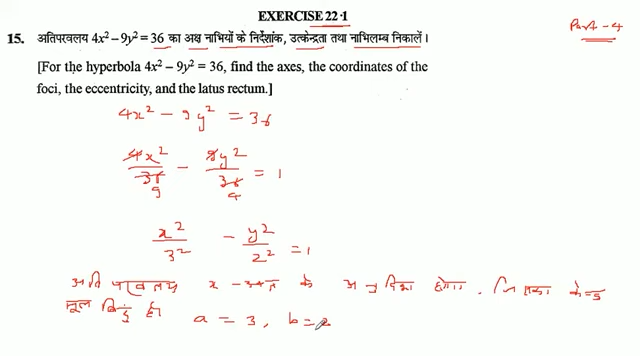 EXERCISE 22·1
Part-4
15. अतिपरवलय 4x² – 9y² = 36 का अक्ष नाभियों के निर्देशांक, उत्केन्द्रता तथा नाभिलम्ब निकालें।
[For the hyperbola 4x² – 9y² = 36, find the axes, the coordinates of the foci, the eccentricity, and the latus rectum.]
4x² – 9y² = 36
4x²/36 – 9y²/36 = 1
9 4
x²/3² – y²/2² = 1
अतिपरवलय x – अक्ष के अनुदिश होगा. जिसका केन्द्र
मूल बिन्दु है।
a = 3, b = 2